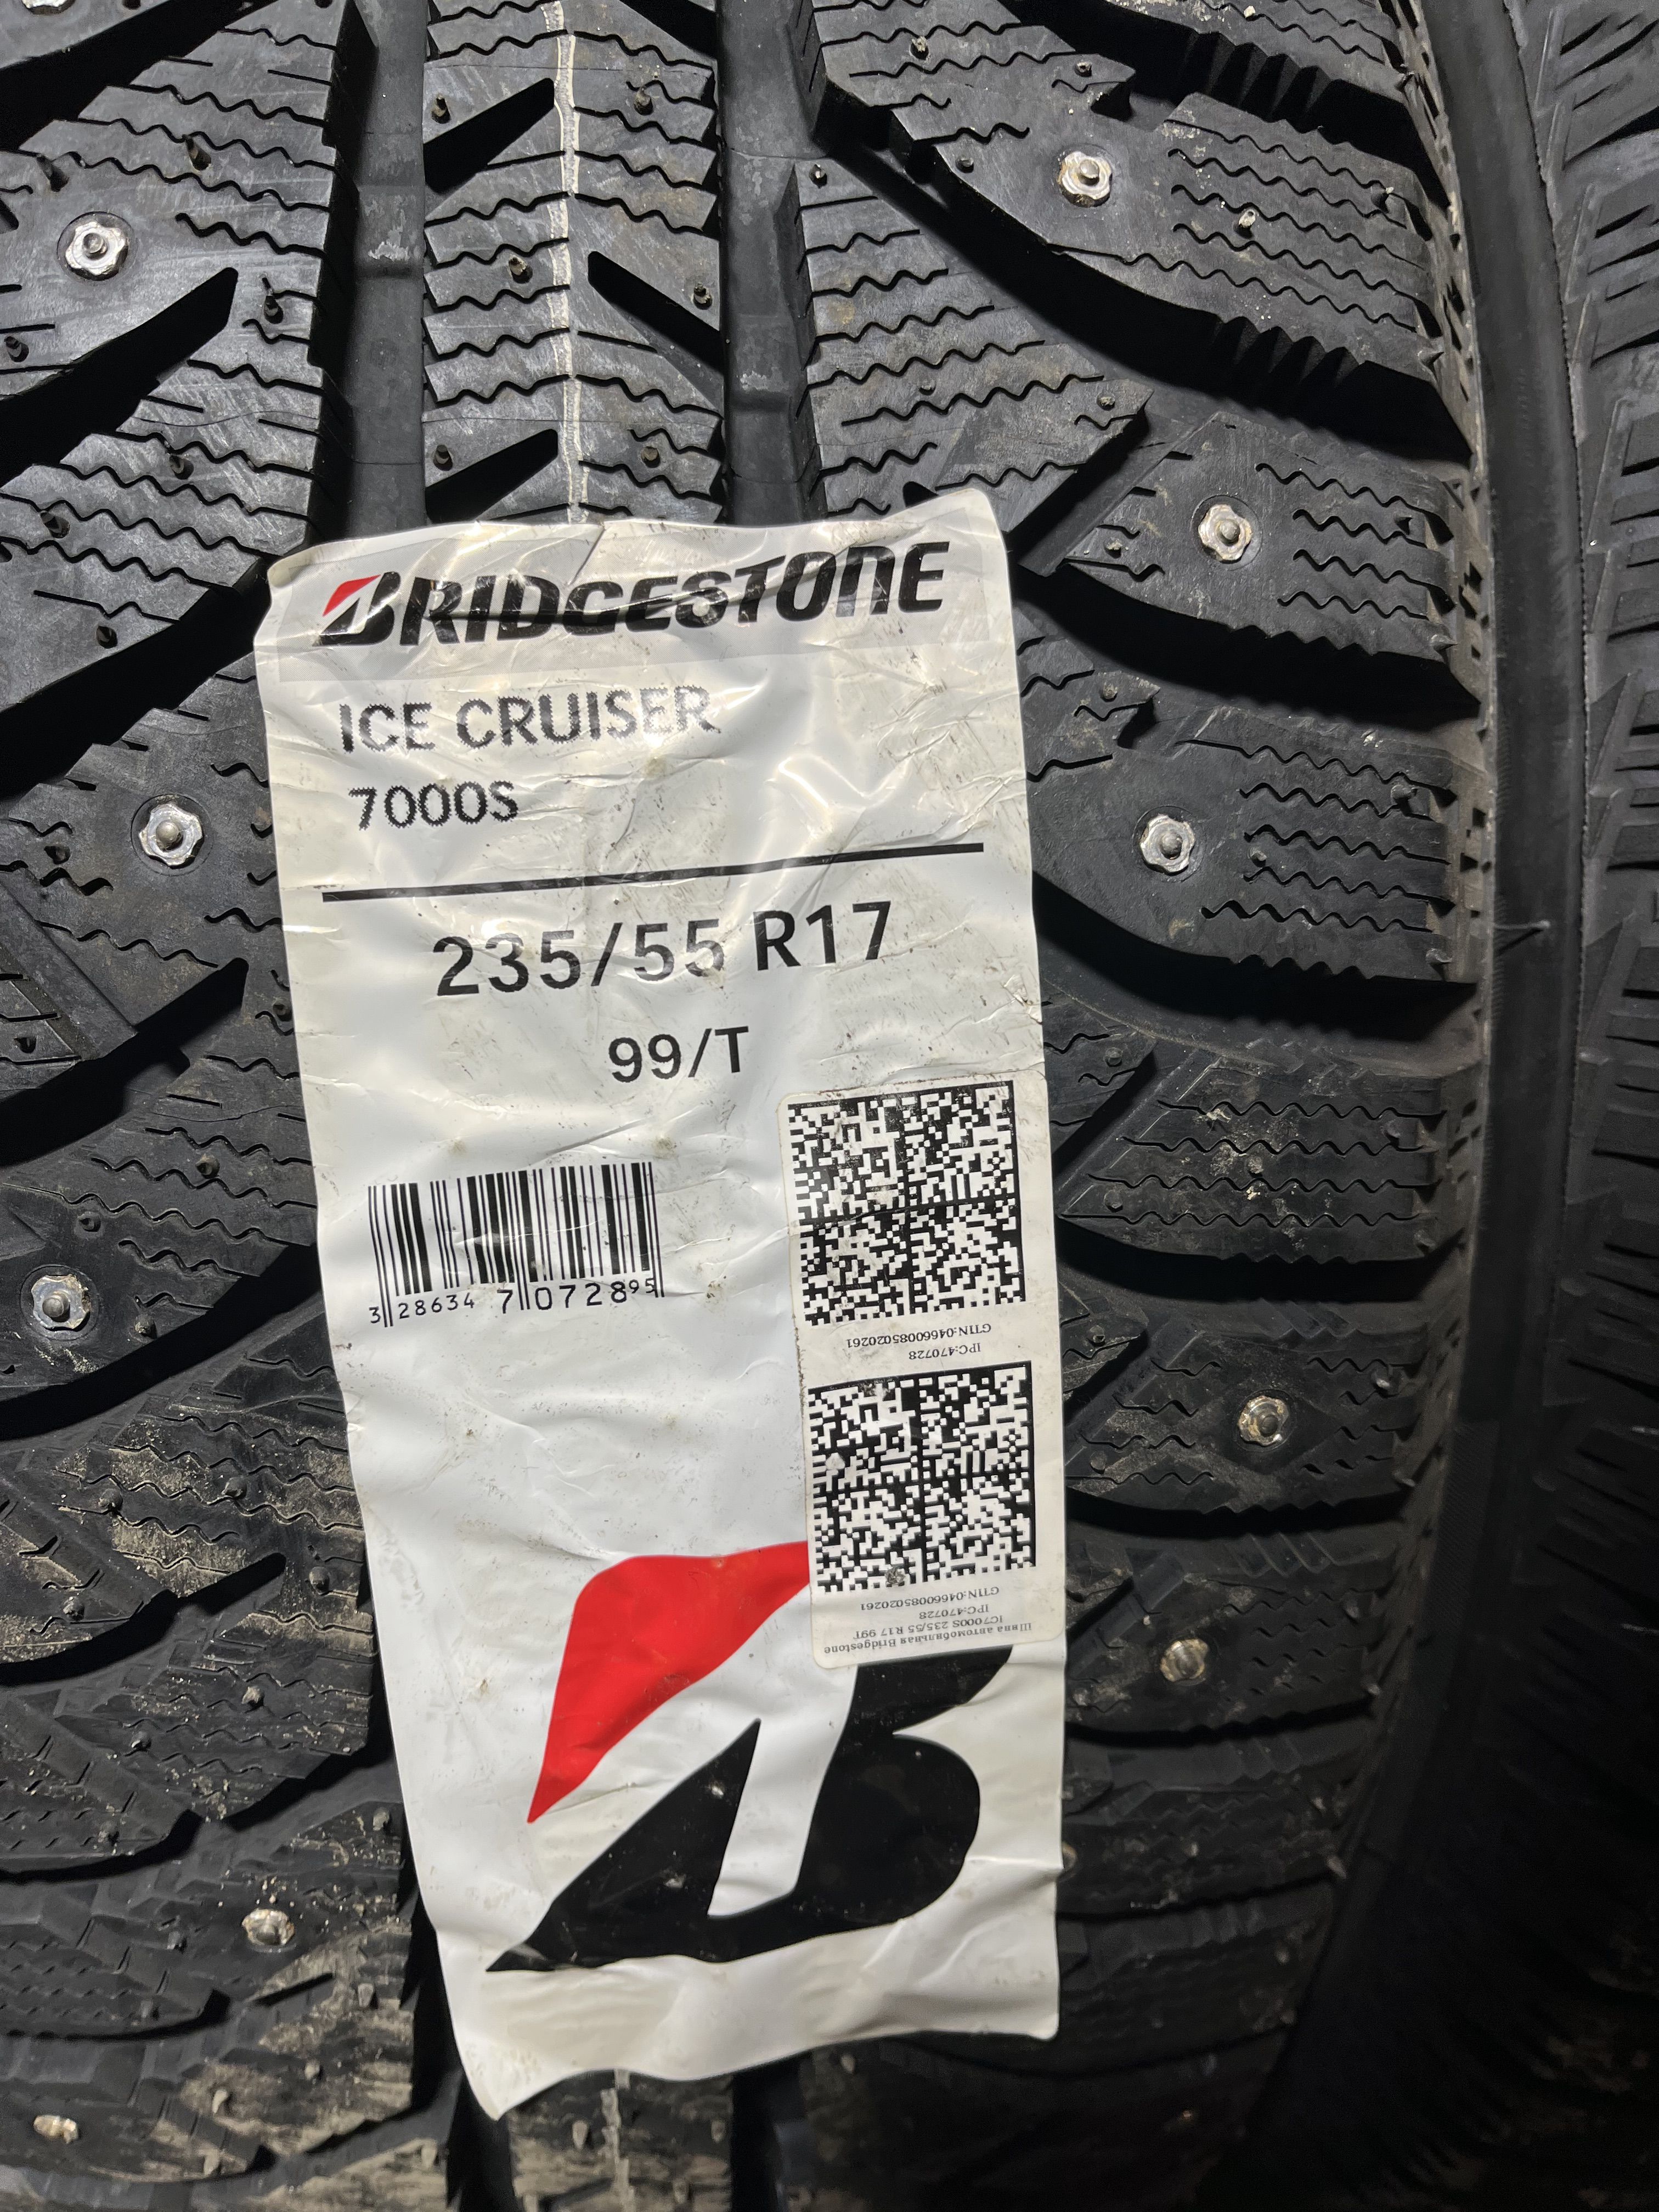 BRIDGESTONE
ICE CRUISER
7000S
235/55 R17
99/T
3 286347 072895
GTIN:04660085020261
IPC:470728
Шина автомобильная Bridgestone
IC7000S 235/55 R17 99T
IPC:470728
GTIN:04660085020261